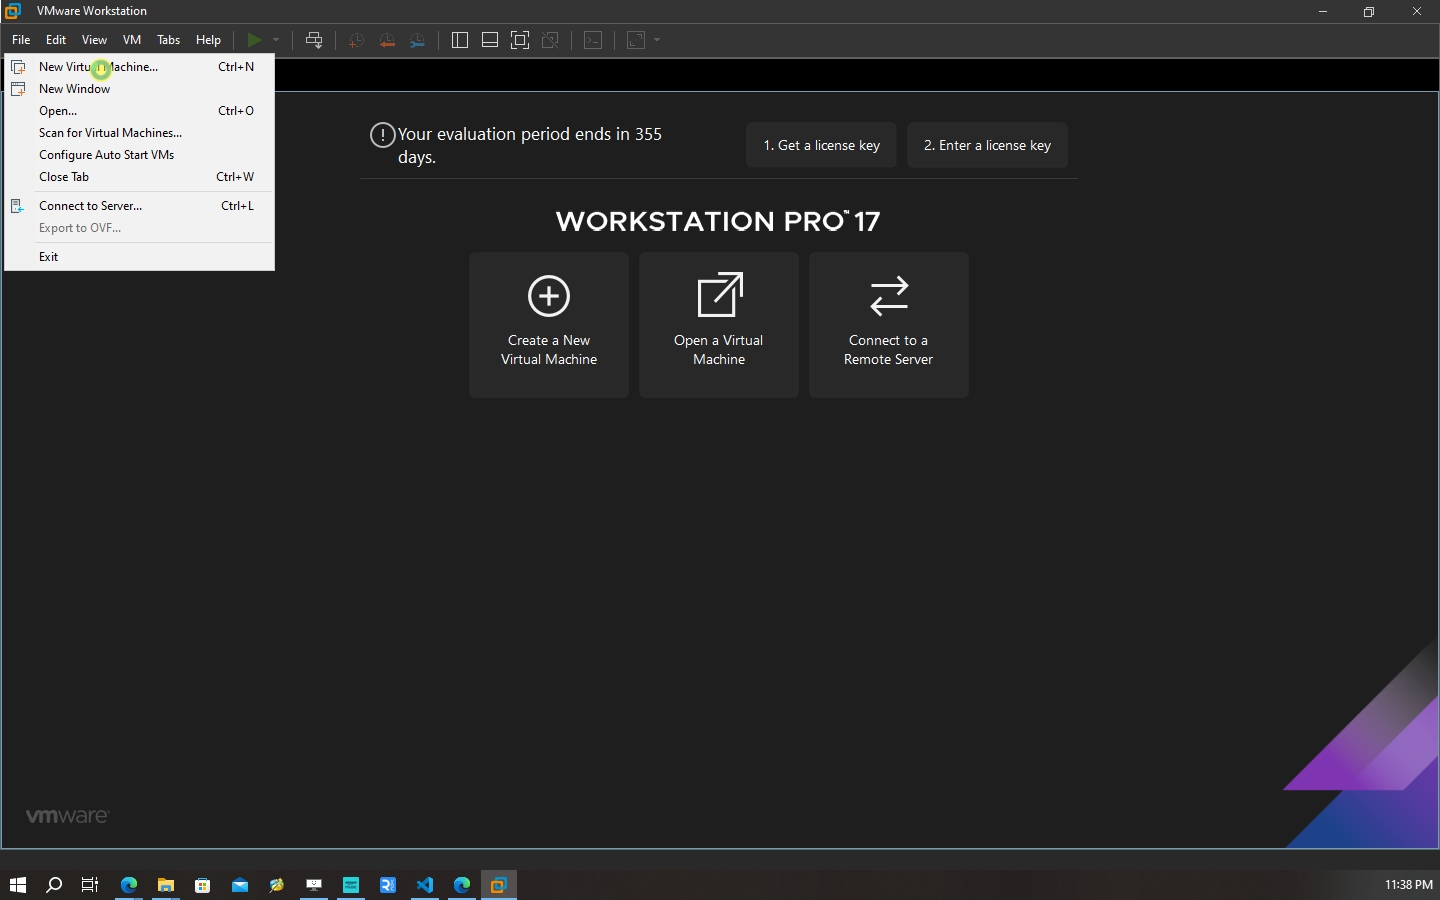 VMware Workstation
File Edit View VM Tabs Help
New Virtual Machine... Ctrl+N
New Window
Open... Ctrl+O
Scan for Virtual Machines...
Configure Auto Start VMs
Close Tab Ctrl+W
Connect to Server... Ctrl+L
Export to OVF...
Exit
Your evaluation period ends in 355
days.
1. Get a license key
2. Enter a license key
WORKSTATION PRO™ 17
Create a New
Virtual Machine
Open a Virtual
Machine
Connect to a
Remote Server
vmware
11:38 PM